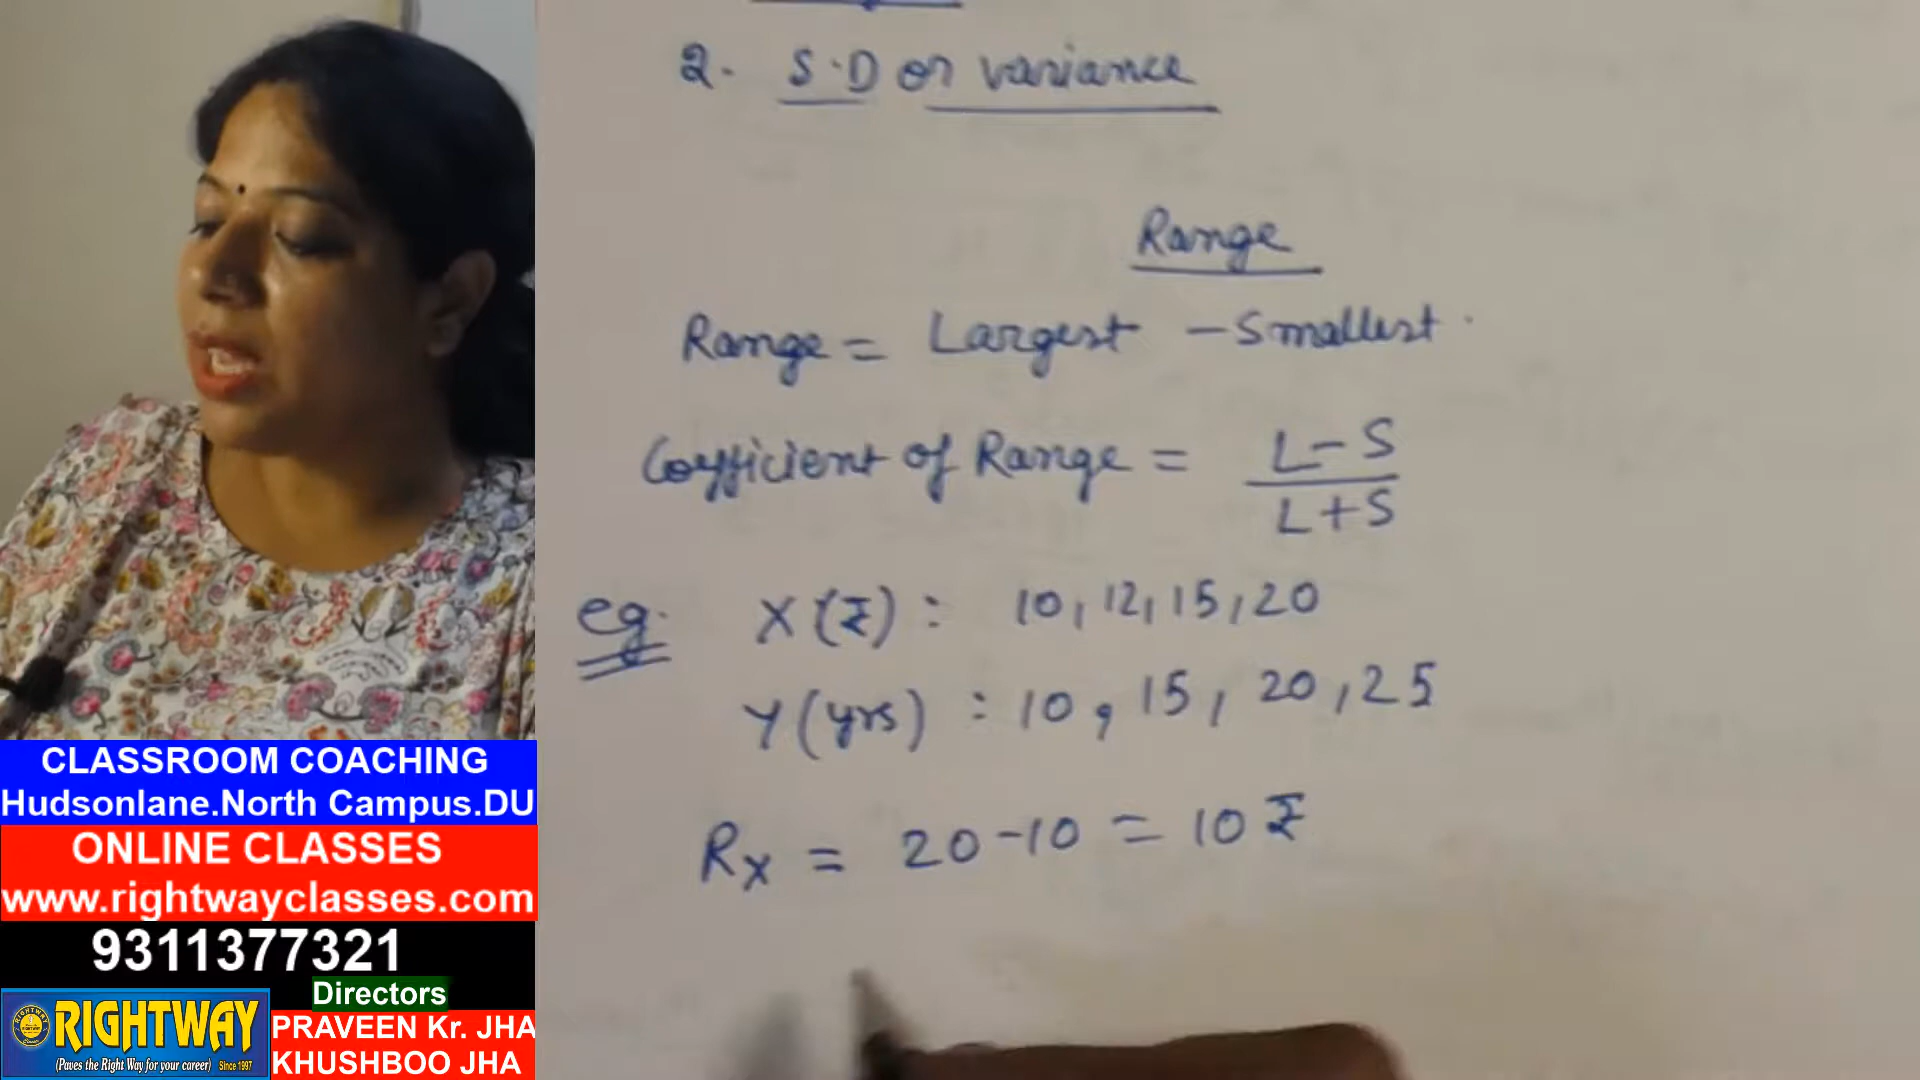 2. S.D or variance
Range
Range = Largest - Smallest.
Cofficient of Range = L-S
L+S
eg. X (₹) : 10, 12, 15, 20
Y (yrs) : 10, 15, 20, 25
Rx = 20-10 = 10 ₹
CLASSROOM COACHING
Hudsonlane.North Campus.DU
ONLINE CLASSES
www.rightwayclasses.com
9311377321
Directors
RIGHTWAY
(Paves the Right Way for your career) Since 1997
PRAVEEN Kr. JHA
KHUSHBOO JHA